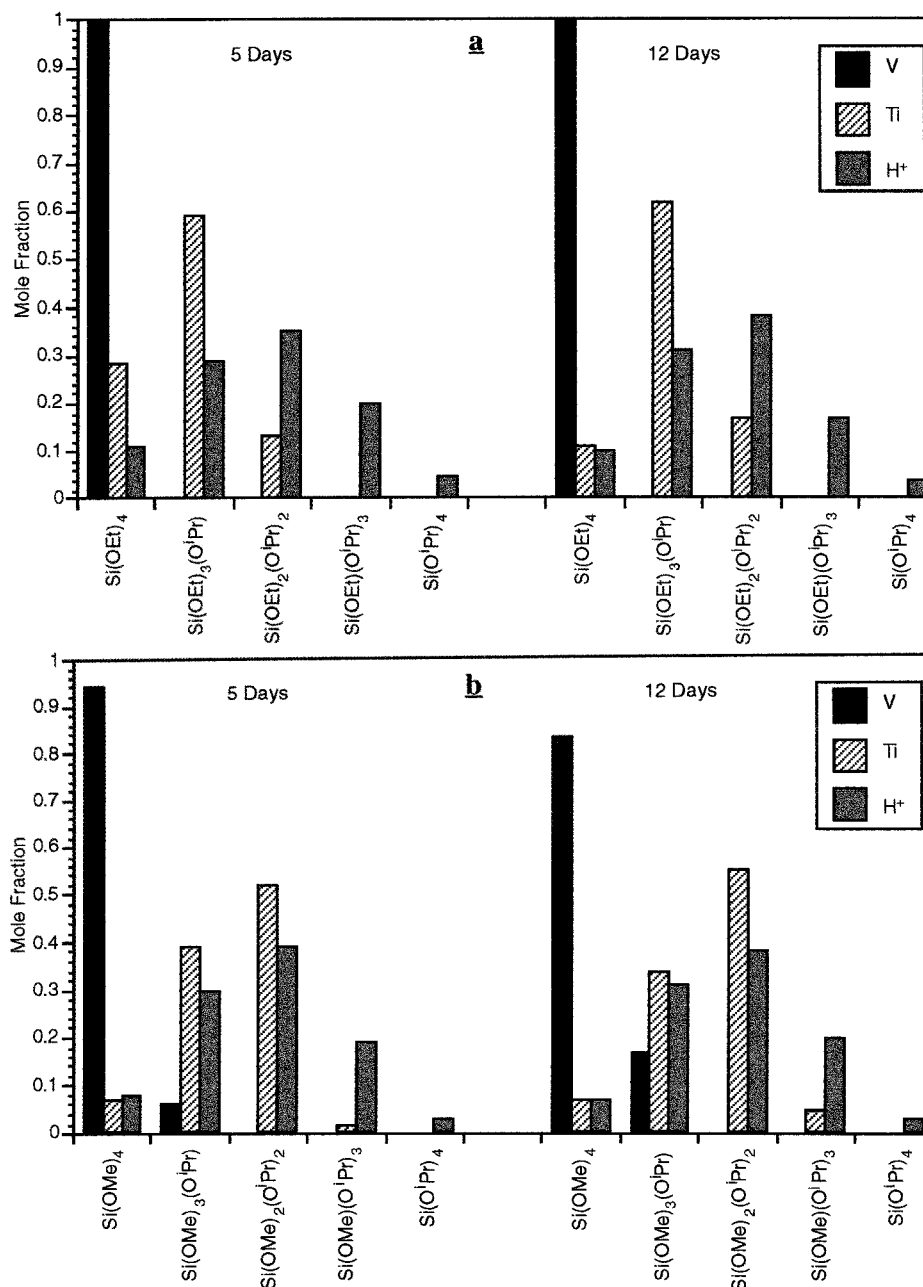 a
5 Days
12 Days
V
Ti
H⁺
Mole Fraction
1
0.9
0.8
0.7
0.6
0.5
0.4
0.3
0.2
0.1
0
Si(OEt)₄
Si(OEt)₃(OⁱPr)
Si(OEt)₂(OⁱPr)₂
Si(OEt)(OⁱPr)₃
Si(OⁱPr)₄
Si(OEt)₄
Si(OEt)₃(OⁱPr)
Si(OEt)₂(OⁱPr)₂
Si(OEt)(OⁱPr)₃
Si(OⁱPr)₄
b
5 Days
12 Days
V
Ti
H⁺
Mole Fraction
1
0.9
0.8
0.7
0.6
0.5
0.4
0.3
0.2
0.1
0
Si(OMe)₄
Si(OMe)₃(OⁱPr)
Si(OMe)₂(OⁱPr)₂
Si(OMe)(OⁱPr)₃
Si(OⁱPr)₄
Si(OMe)₄
Si(OMe)₃(OⁱPr)
Si(OMe)₂(OⁱPr)₂
Si(OMe)(OⁱPr)₃
Si(OⁱPr)₄